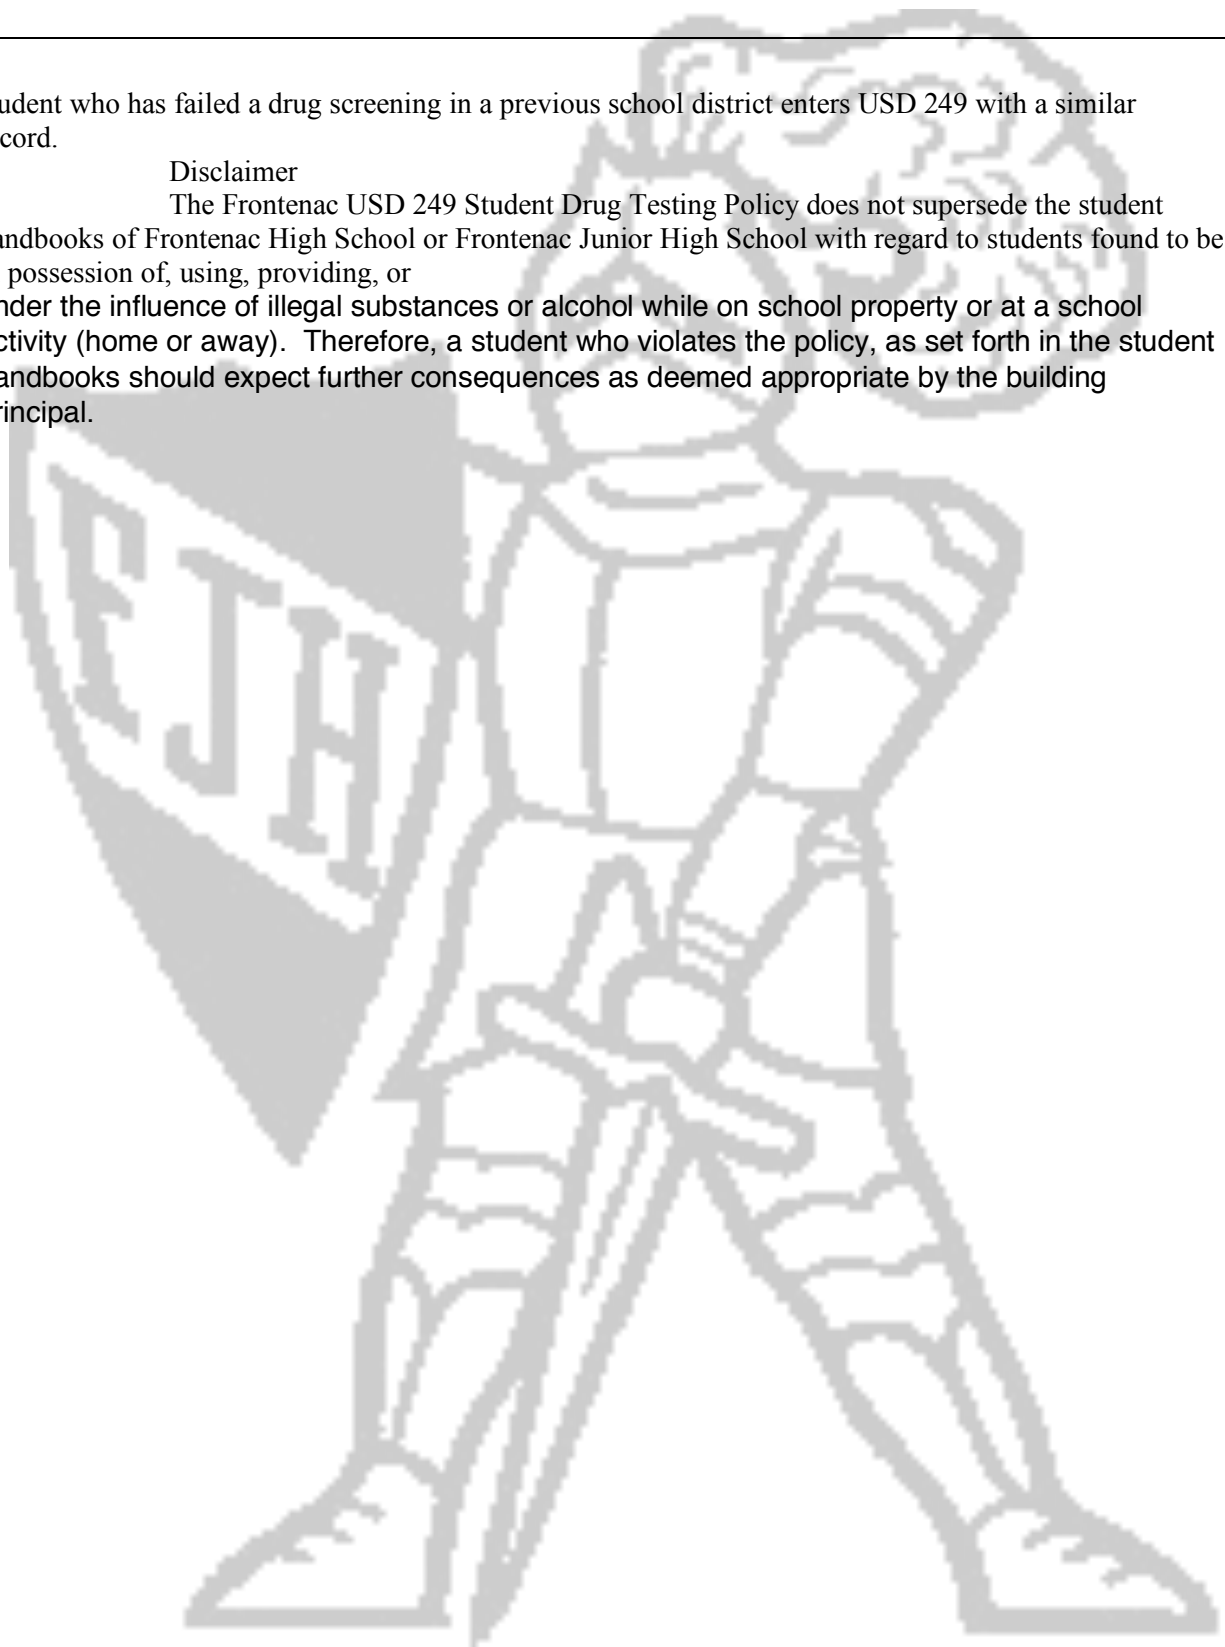 udent who has failed a drug screening in a previous school district enters USD 249 with a similar
cord.
Disclaimer
The Frontenac USD 249 Student Drug Testing Policy does not supersede the student
andbooks of Frontenac High School or Frontenac Junior High School with regard to students found to be
possession of, using, providing, or
nder the influence of illegal substances or alcohol while on school property or at a school
ctivity (home or away).  Therefore, a student who violates the policy, as set forth in the student
andbooks should expect further consequences as deemed appropriate by the building
rincipal.
FJH